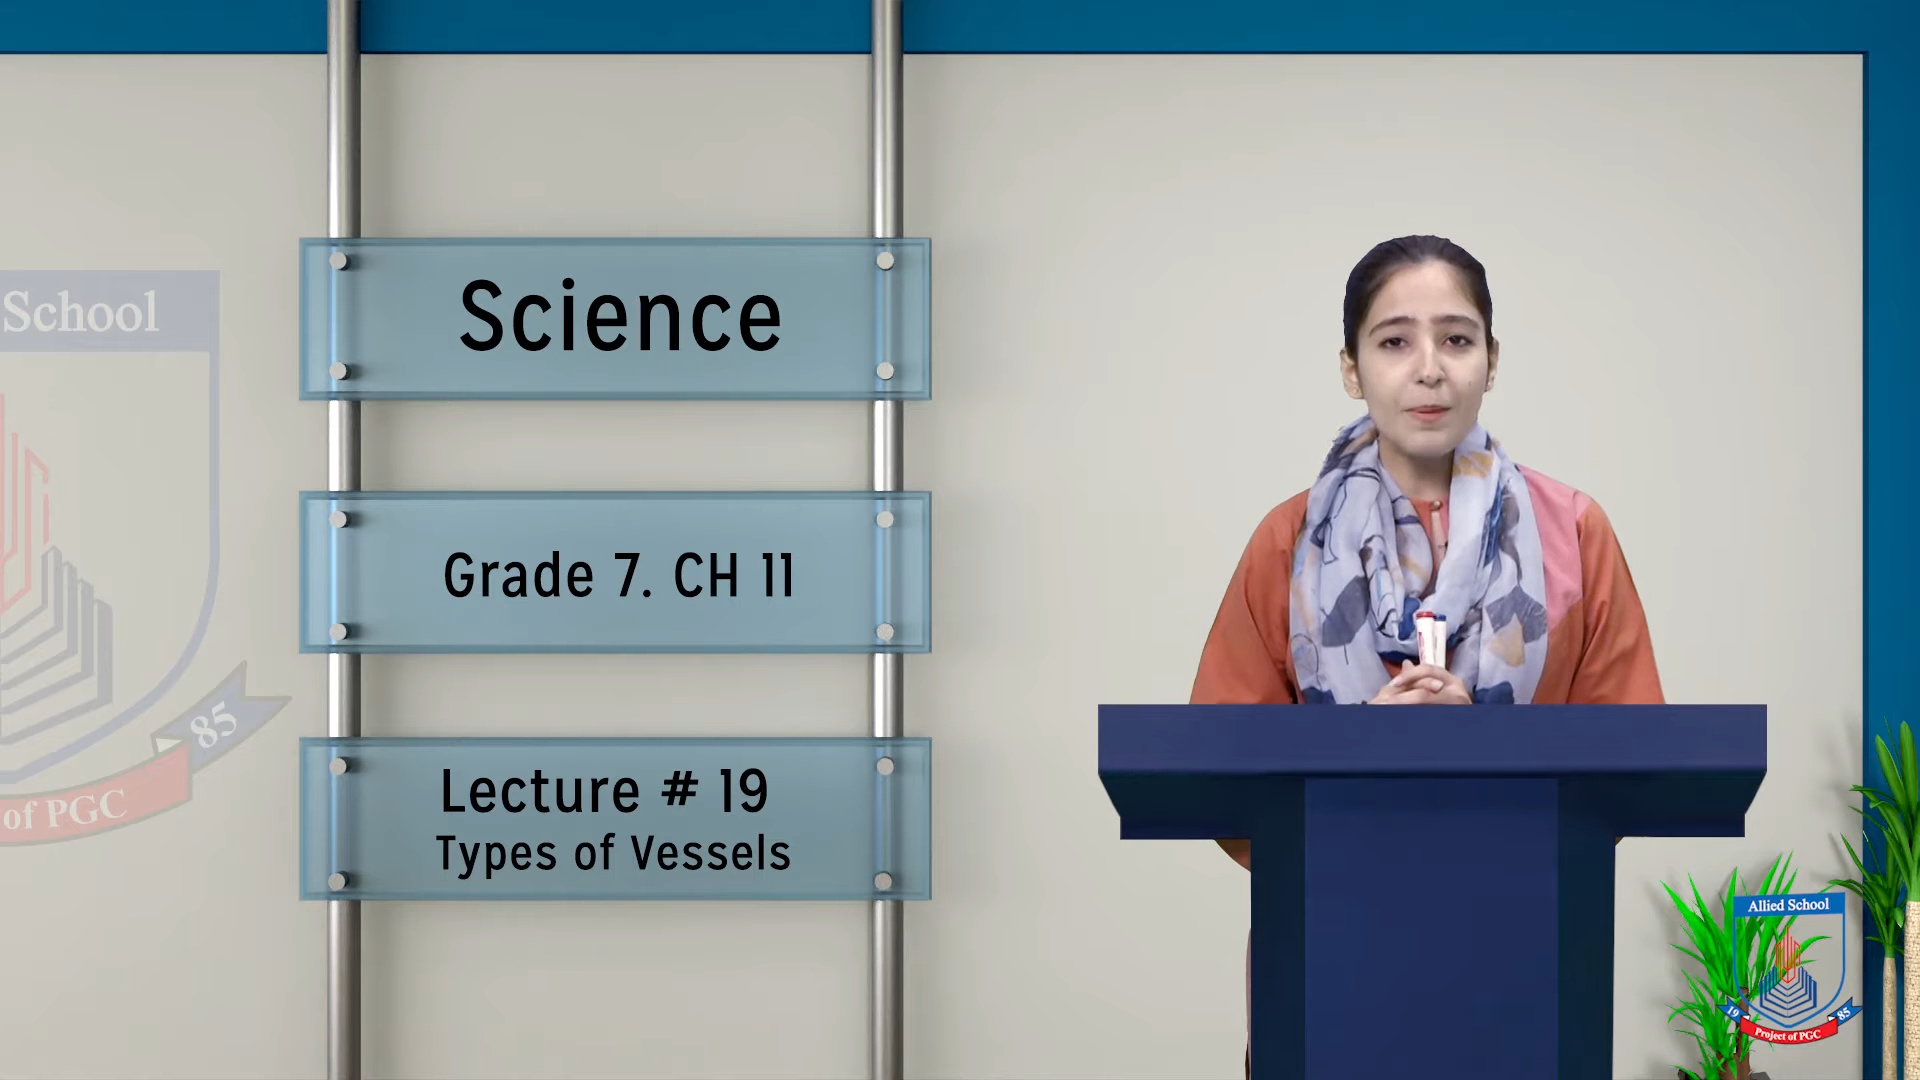 School
85
of PGC
Science
Grade 7. CH 11
Lecture # 19
Types of Vessels
Allied School
19 85
Project of PGC